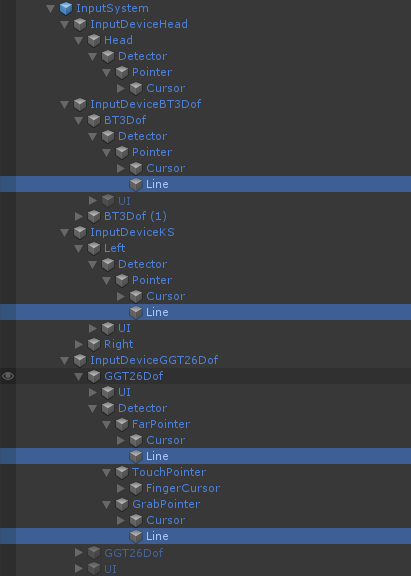 InputSystem
InputDeviceHead
Head
Detector
Pointer
Cursor
InputDeviceBT3Dof
BT3Dof
Detector
Pointer
Cursor
Line
UI
BT3Dof (1)
InputDeviceKS
Left
Detector
Pointer
Cursor
Line
UI
Right
InputDeviceGGT26Dof
GGT26Dof
UI
Detector
FarPointer
Cursor
Line
TouchPointer
FingerCursor
GrabPointer
Cursor
Line
GGT26Dof
UI